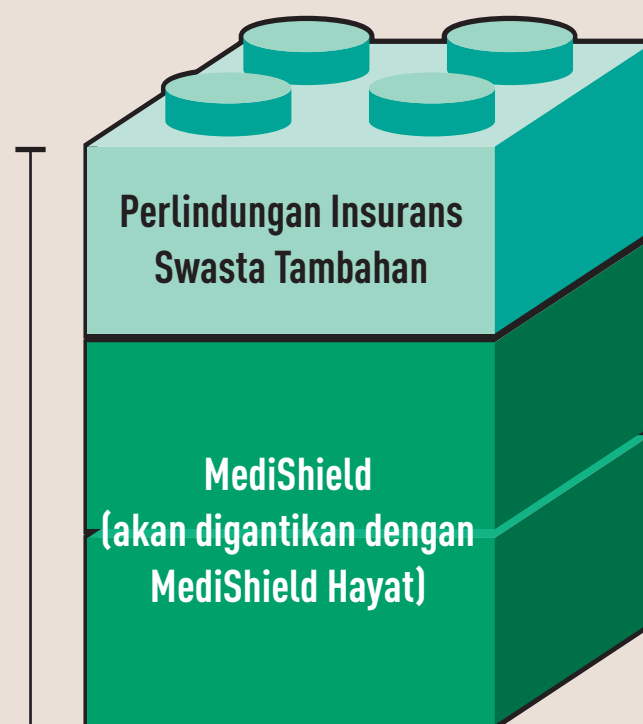 Perlindungan Insurans
Swasta Tambahan
MediShield
(akan digantikan dengan
MediShield Hayat)